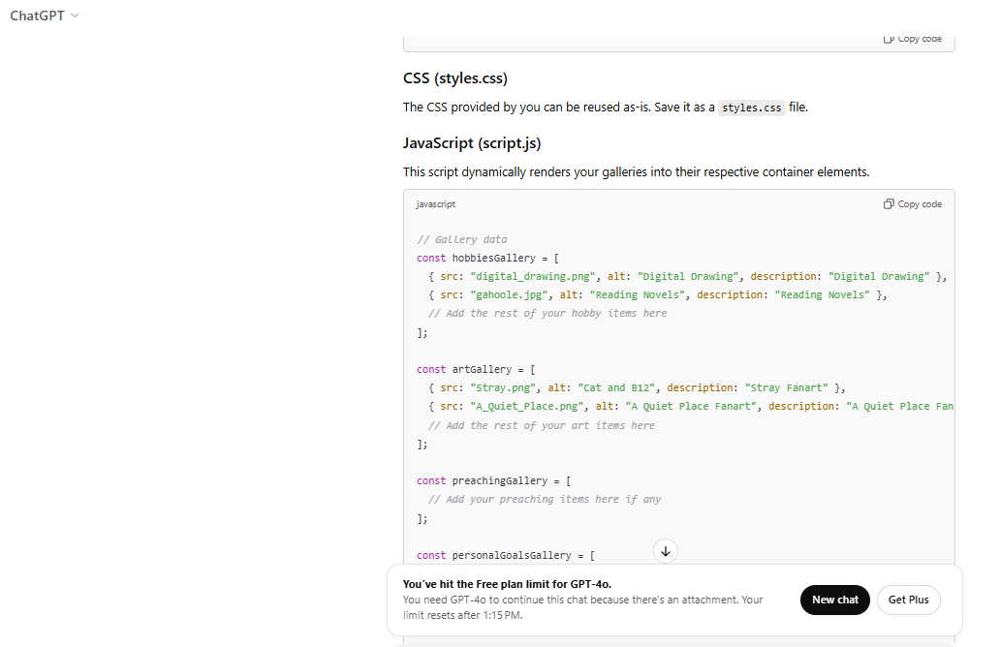 ChatGPT
Copy code
CSS (styles.css)
The CSS provided by you can be reused as-is. Save it as a styles.css file.
JavaScript (script.js)
This script dynamically renders your galleries into their respective container elements.
javascript
Copy code
// Gallery data
const hobbiesGallery = [
  { src: "digital_drawing.png", alt: "Digital Drawing", description: "Digital Drawing" },
  { src: "gahoole.jpg", alt: "Reading Novels", description: "Reading Novels" },
  // Add the rest of your hobby items here
];
const artGallery = [
  { src: "Stray.png", alt: "Cat and B12", description: "Stray Fanart" },
  { src: "A_Quiet_Place.png", alt: "A Quiet Place Fanart", description: "A Quiet Place Fan
  // Add the rest of your art items here
];
const preachingGallery = [
  // Add your preaching items here if any
];
const personalGoalsGallery = [
You've hit the Free plan limit for GPT-4o.
You need GPT-4o to continue this chat because there's an attachment. Your
limit resets after 1:15 PM.
New chat
Get Plus